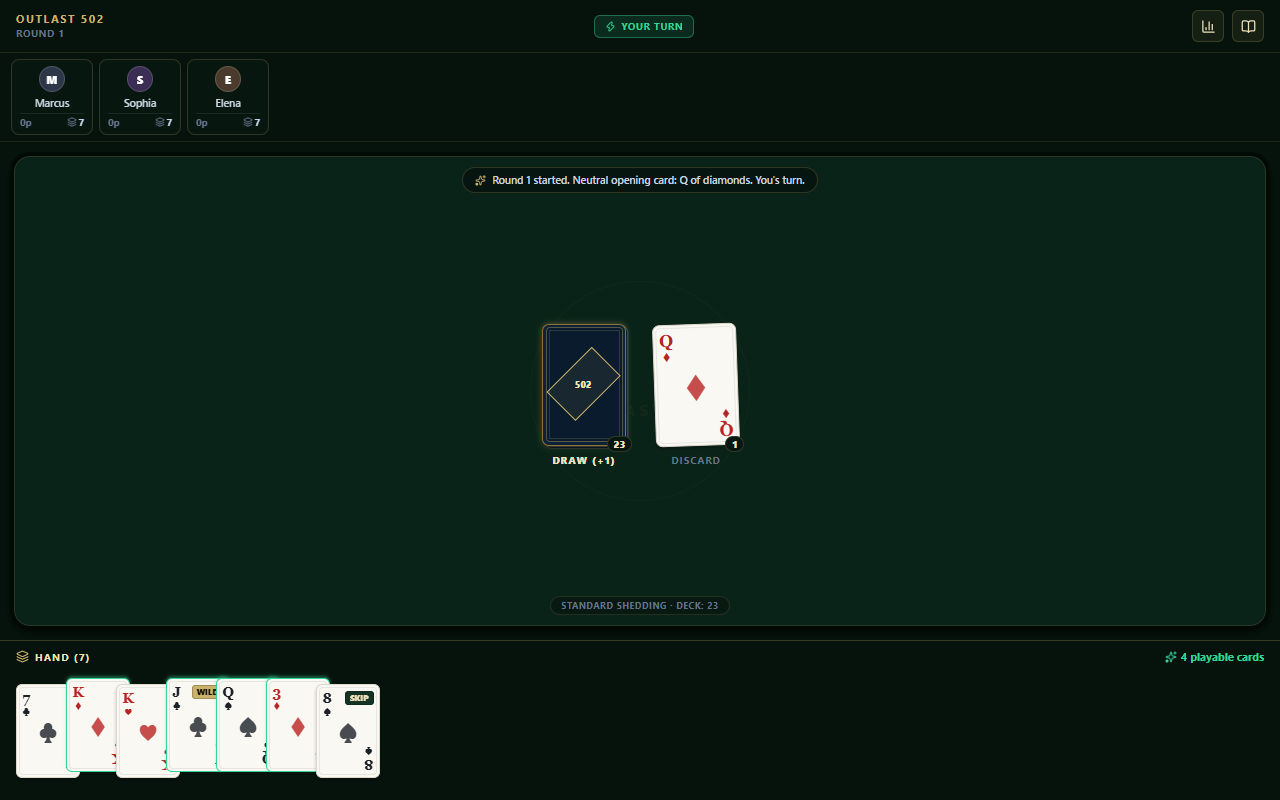 OUTLAST 502
ROUND 1
YOUR TURN
M
Marcus
0p
7
S
Sophia
0p
7
E
Elena
0p
7
Round 1 started. Neutral opening card: Q of diamonds. You's turn.
502
23
DRAW (+1)
Q
Q
1
DISCARD
STANDARD SHEDDING · DECK: 23
HAND (7)
4 playable cards
7
K
K
J
WILD
Q
3
8
SKIP
8